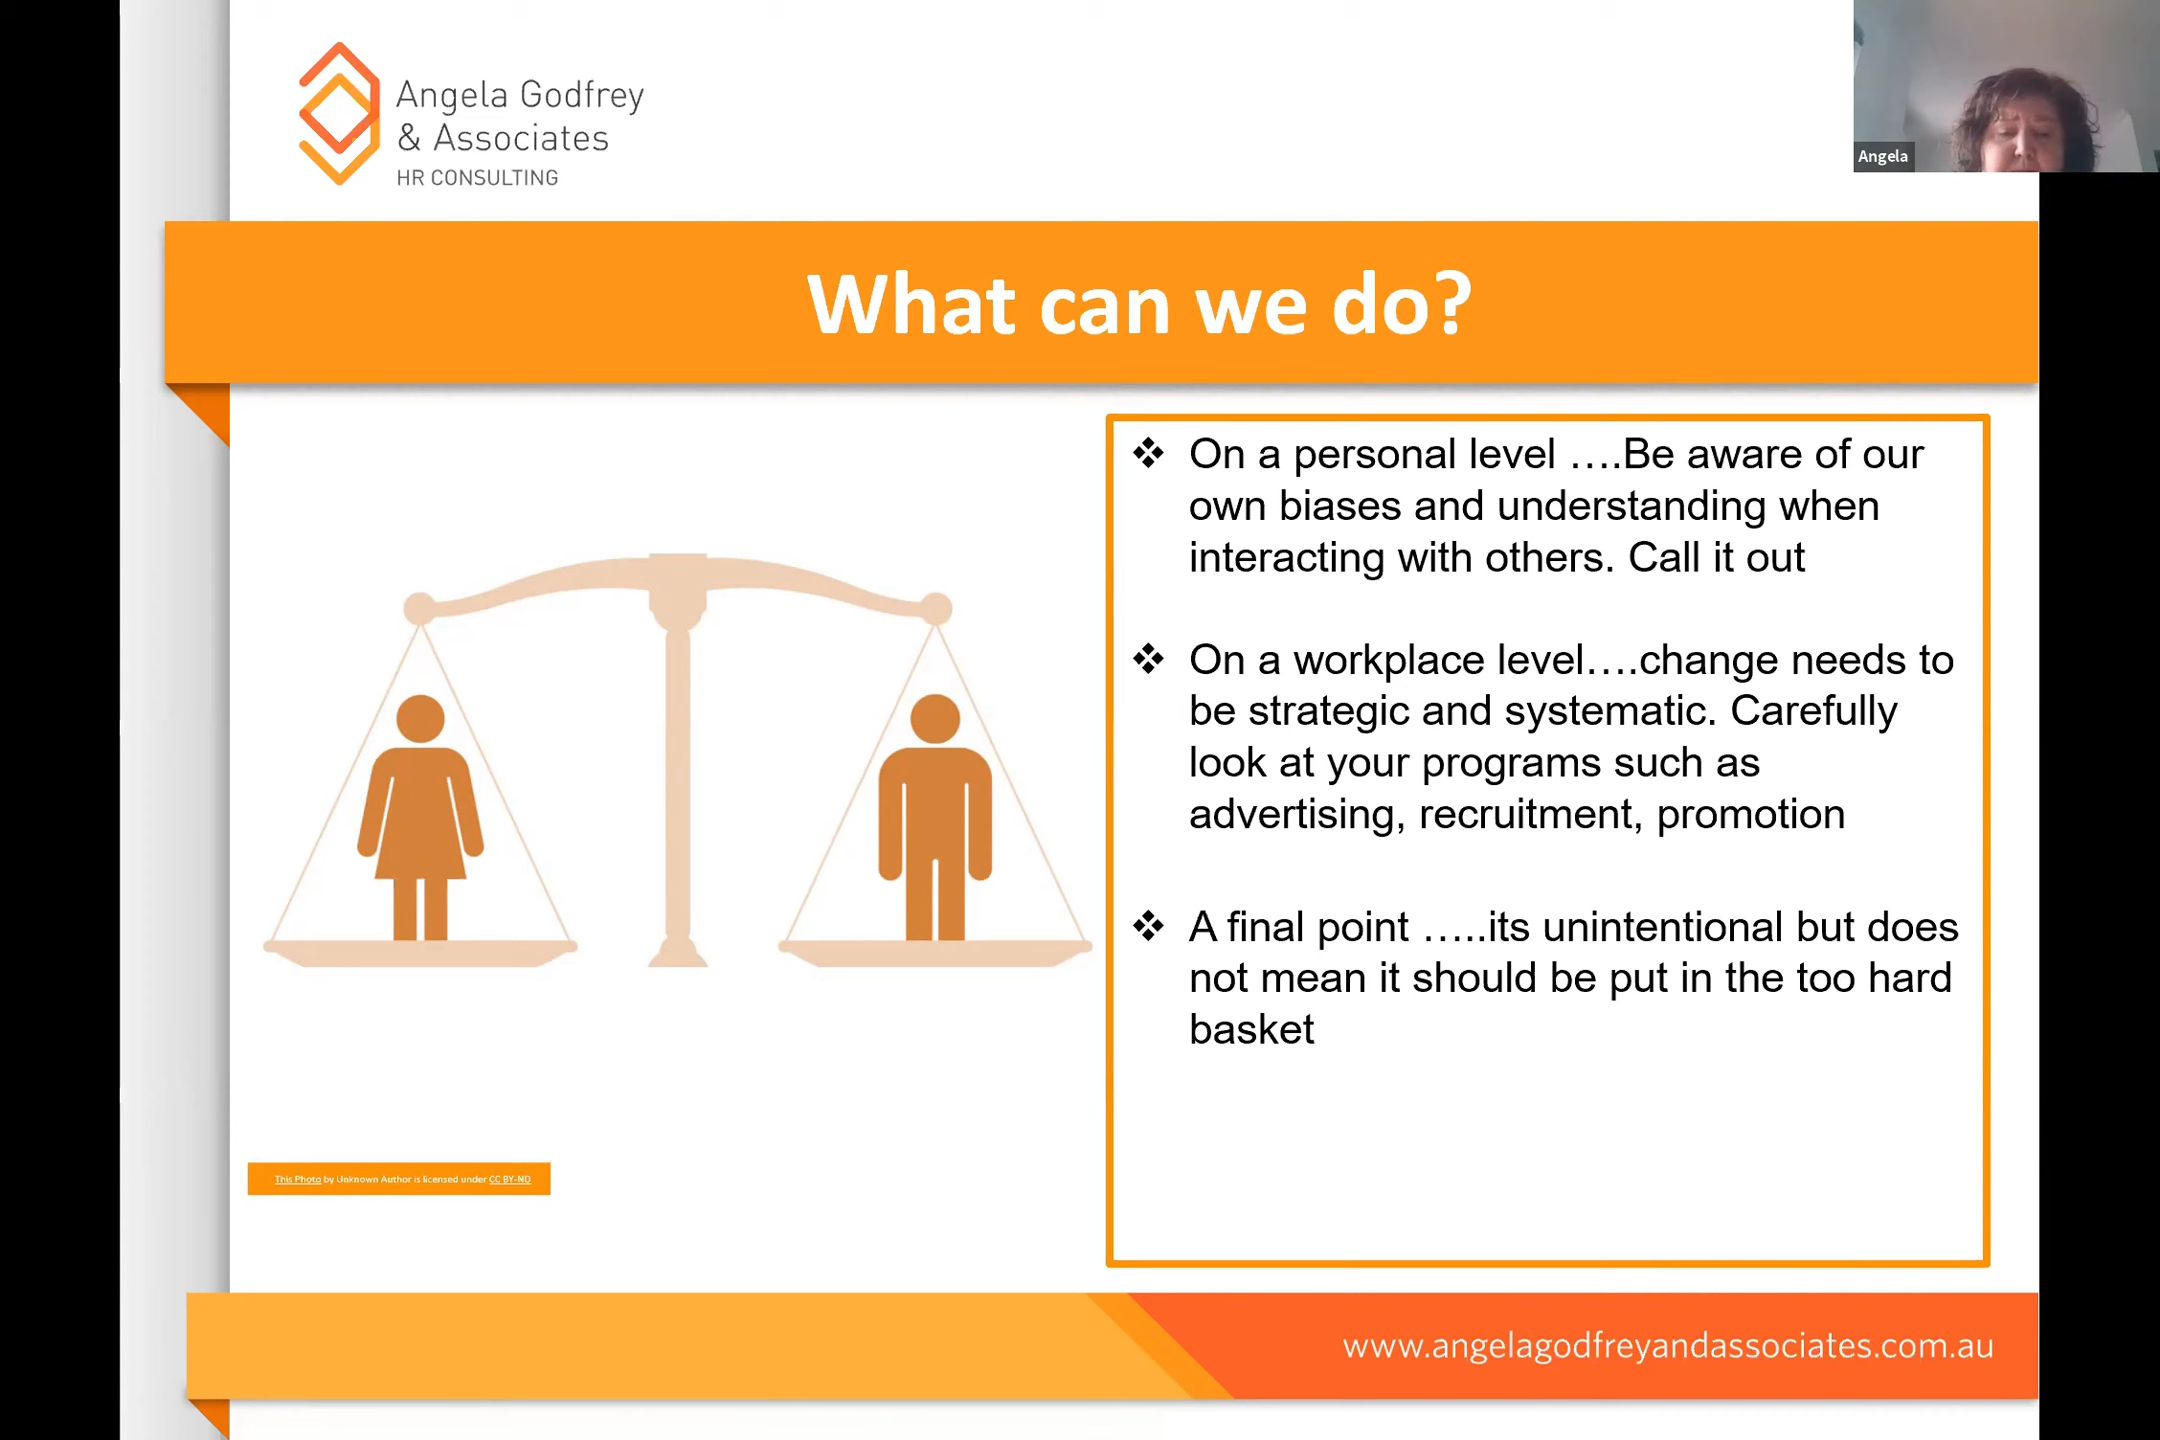 Angela Godfrey
& Associates
HR CONSULTING
Angela
What can we do?
❖ On a personal level ....Be aware of our
own biases and understanding when
interacting with others. Call it out
❖ On a workplace level....change needs to
be strategic and systematic. Carefully
look at your programs such as
advertising, recruitment, promotion
❖ A final point .....its unintentional but does
not mean it should be put in the too hard
basket
This Photo by Unknown Author is licensed under CC BY-ND
www.angelagodfreyandassociates.com.au